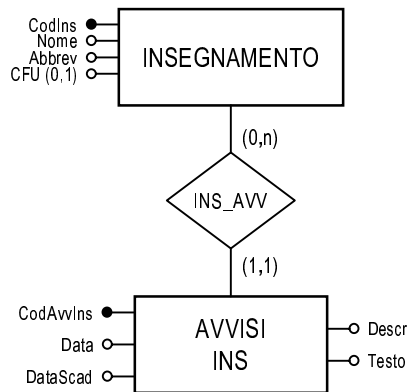 CodIns
Nome
Abbrev
CFU (0,1)
INSEGNAMENTO
(0,n)
INS_AVV
(1,1)
CodAvvIns
Data
DataScad
AVVISI
INS
Descr
Testo